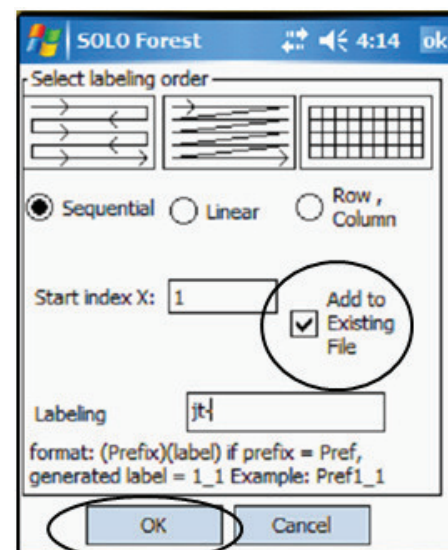 SOLO Forest 4:14 ok
Select labeling order
Sequential Linear Row , Column
Start index X: 1 Add to Existing File
Labeling jt-
format: (Prefix)(label) if prefix = Pref,
generated label = 1_1 Example: Pref1_1
OK Cancel